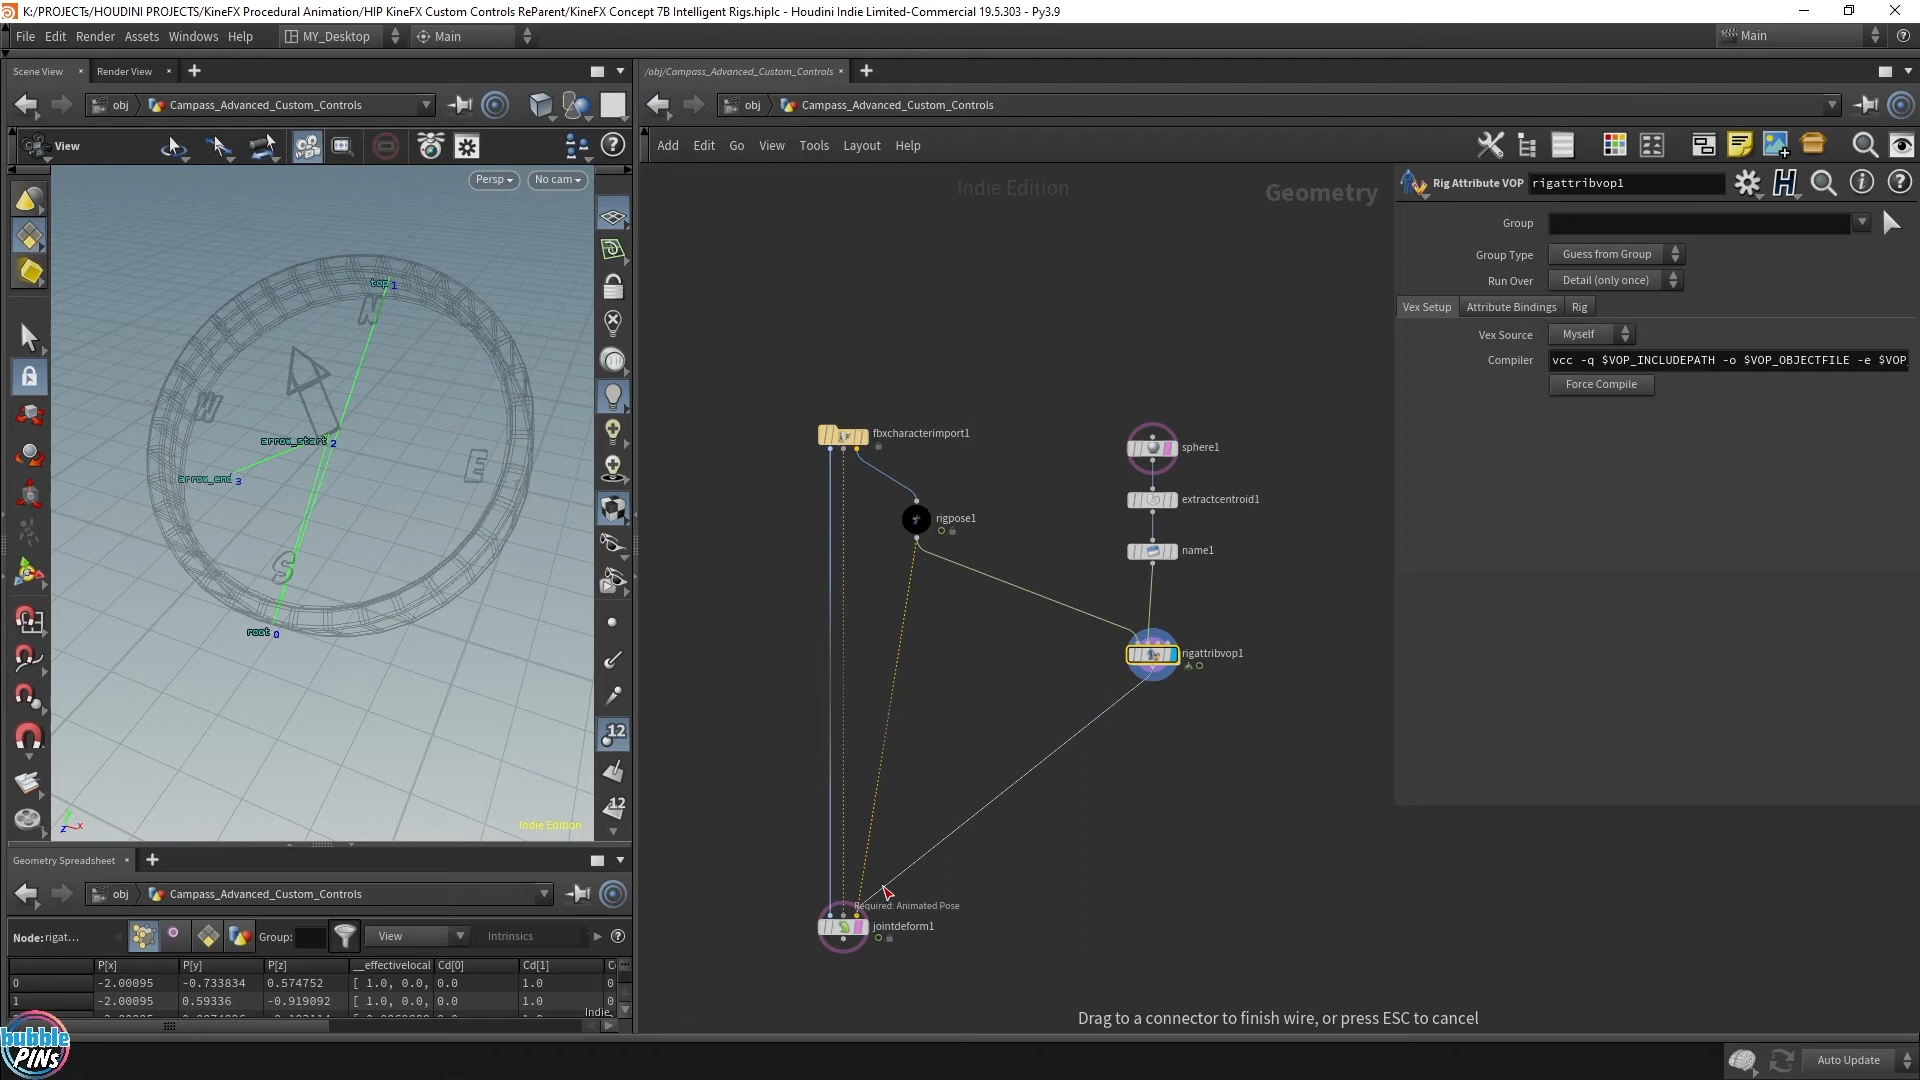 K:/PROJECTs/HOUDINI PROJECTS/KineFX Procedural Animation/HIP KineFX Custom Controls ReParent/KineFX Concept 7B Intelligent Rigs.hiplc - Houdini Indie Limited-Commercial 19.5.303 - Py3.9
File Edit Render Assets Windows Help MY_Desktop Main
Main
Scene View Render View
/obj/Campass_Advanced_Custom_Controls
obj Campass_Advanced_Custom_Controls
obj Campass_Advanced_Custom_Controls
View
Add Edit Go View Tools Layout Help
Persp No cam
Indie Edition
Geometry
Rig Attribute VOP rigattribvop1
Group
Group Type Guess from Group
Run Over Detail (only once)
Vex Setup Attribute Bindings Rig
Vex Source Myself
Compiler vcc -q $VOP_INCLUDEPATH -o $VOP_OBJECTFILE -e $VOP_
Force Compile
top 1
N
W
E
S
arrow_start 2
arrow_end 3
root 0
fbxcharacterimport1
sphere1
extractcentroid1
rigpose1
name1
rigattribvop1
12
12
z x
Indie Edition
Required: Animated Pose
jointdeform1
Geometry Spreadsheet
obj Campass_Advanced_Custom_Controls
Node: rigat... Group: View Intrinsics
P[x] P[y] P[z] __effectivelocal Cd[0] Cd[1]
0 -2.00095 -0.733834 0.574752 [ 1.0, 0.0, 0.0 1.0 0
1 -2.00095 0.59336 -0.919092 [ 1.0, 0.0, 0.0 1.0 0
Indie
Drag to a connector to finish wire, or press ESC to cancel
bubble
PINs
Auto Update